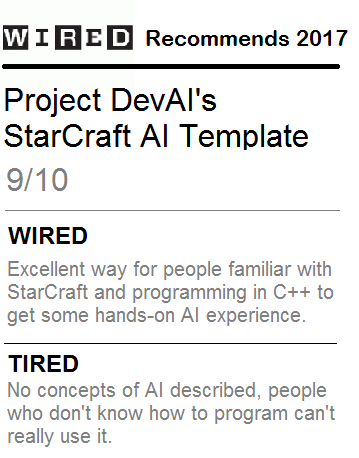 WIRED Recommends 2017
Project DevAI's
StarCraft AI Template
9/10
WIRED
Excellent way for people familiar with
StarCraft and programming in C++ to
get some hands-on AI experience.
TIRED
No concepts of AI described, people
who don't know how to program can't
really use it.